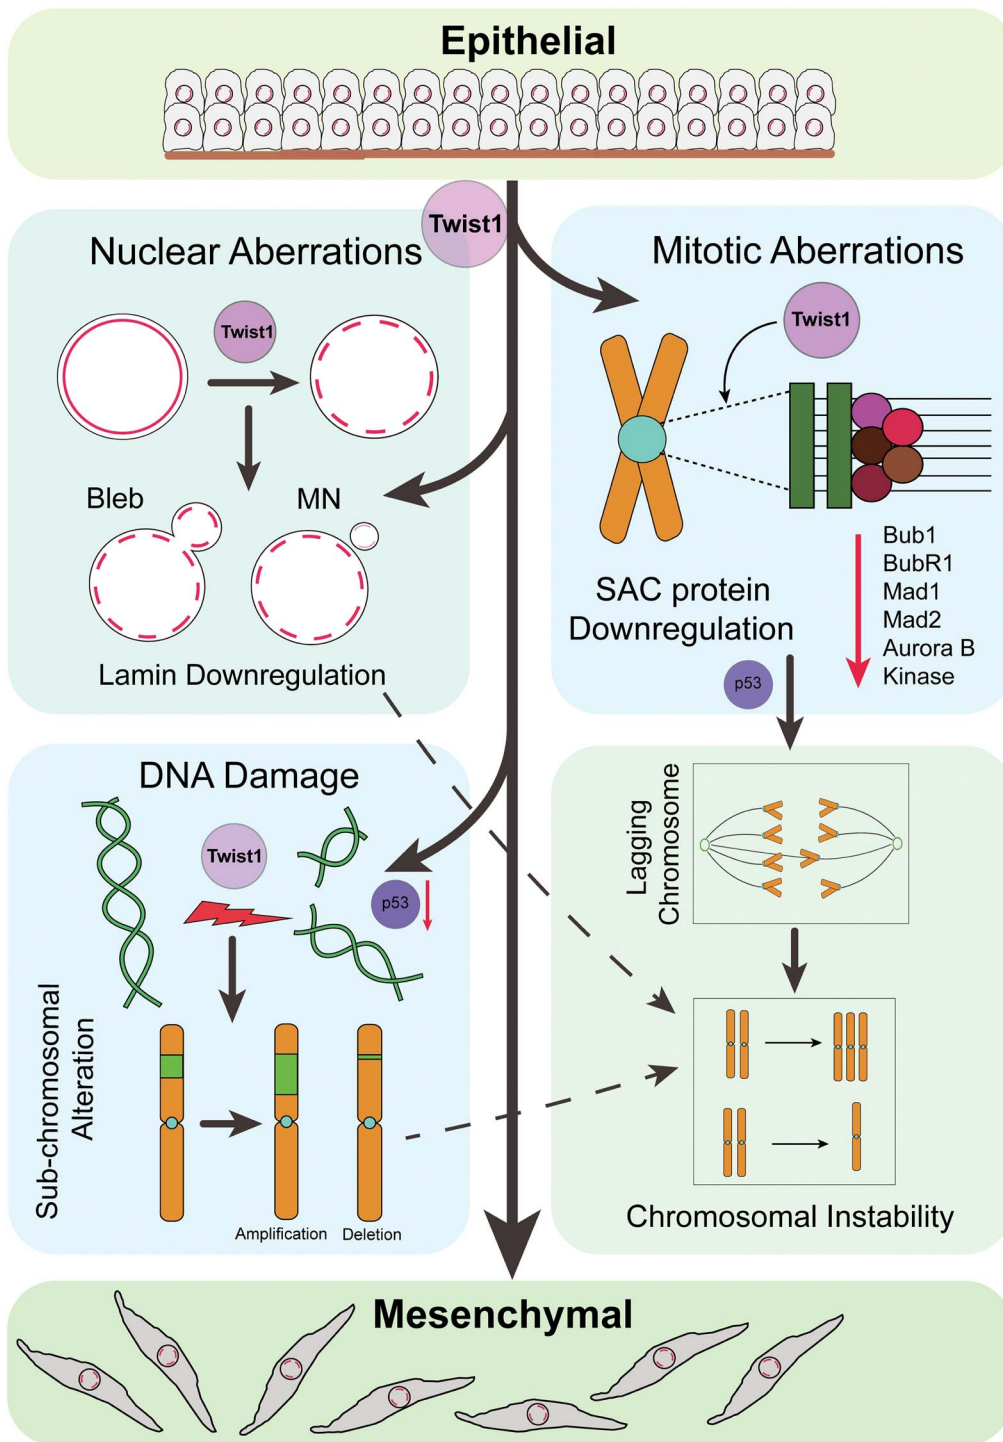 Epithelial
Twist1
Nuclear Aberrations
Twist1
Bleb
MN
Lamin Downregulation
Mitotic Aberrations
Twist1
Bub1
BubR1
Mad1
Mad2
Aurora B
Kinase
SAC protein
Downregulation
p53
DNA Damage
Twist1
p53
Sub-chromosomal
Alteration
Amplification
Deletion
Lagging
Chromosome
Chromosomal Instability
Mesenchymal